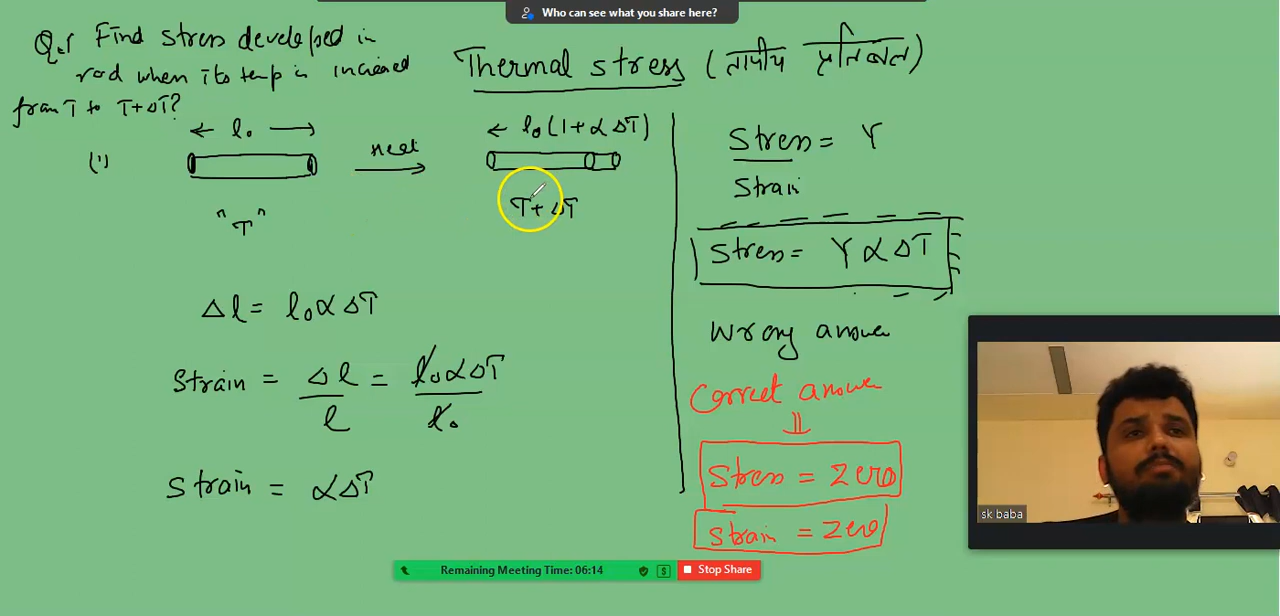 Who can see what you share here?
Q.1 Find stress developed in
rod when its temp is increased
from T to T+ΔT?
Thermal stress (तापीय प्रतिबल)
(1)
← l₀ →
heat
← l₀(1+αΔT)
"T"
T+ΔT
Δl = l₀αΔT
Strain = Δl/l = l₀αΔT/l₀
Strain = αΔT
Stress/Strain = Y
Stress = YαΔT
Wrong answer
Correct answer
Stress = Zero
Strain = Zero
sk baba
Remaining Meeting Time: 06:14
$
Stop Share